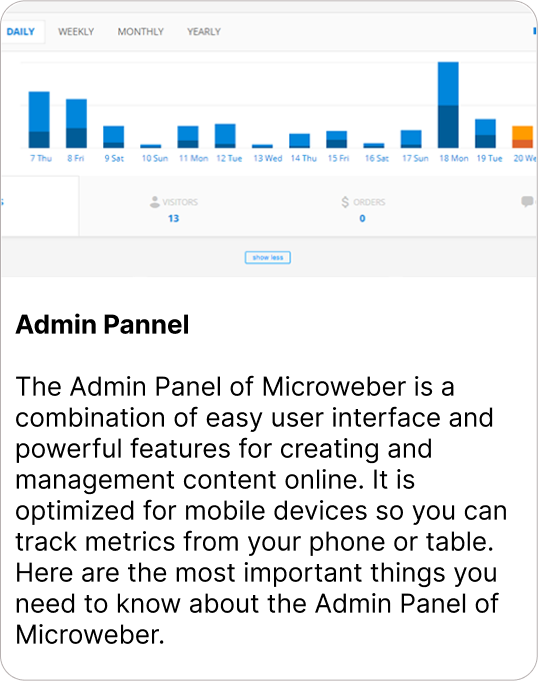 DAILY WEEKLY MONTHLY YEARLY
7 Thu 8 Fri 9 Sat 10 Sun 11 Mon 12 Tue 13 Wed 14 Thu 15 Fri 16 Sat 17 Sun 18 Mon 19 Tue 20 We
VISITORS $ ORDERS
13 0
show less
Admin Pannel
The Admin Panel of Microweber is a
combination of easy user interface and
powerful features for creating and
management content online. It is
optimized for mobile devices so you can
track metrics from your phone or table.
Here are the most important things you
need to know about the Admin Panel of
Microweber.